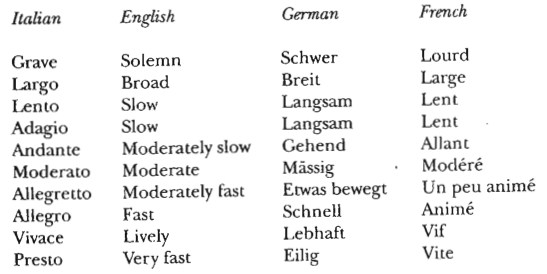 Italian English German French
Grave Solemn Schwer Lourd
Largo Broad Breit Large
Lento Slow Langsam Lent
Adagio Slow Langsam Lent
Andante Moderately slow Gehend Allant
Moderato Moderate Mässig Modéré
Allegretto Moderately fast Etwas bewegt Un peu animé
Allegro Fast Schnell Animé
Vivace Lively Lebhaft Vif
Presto Very fast Eilig Vite